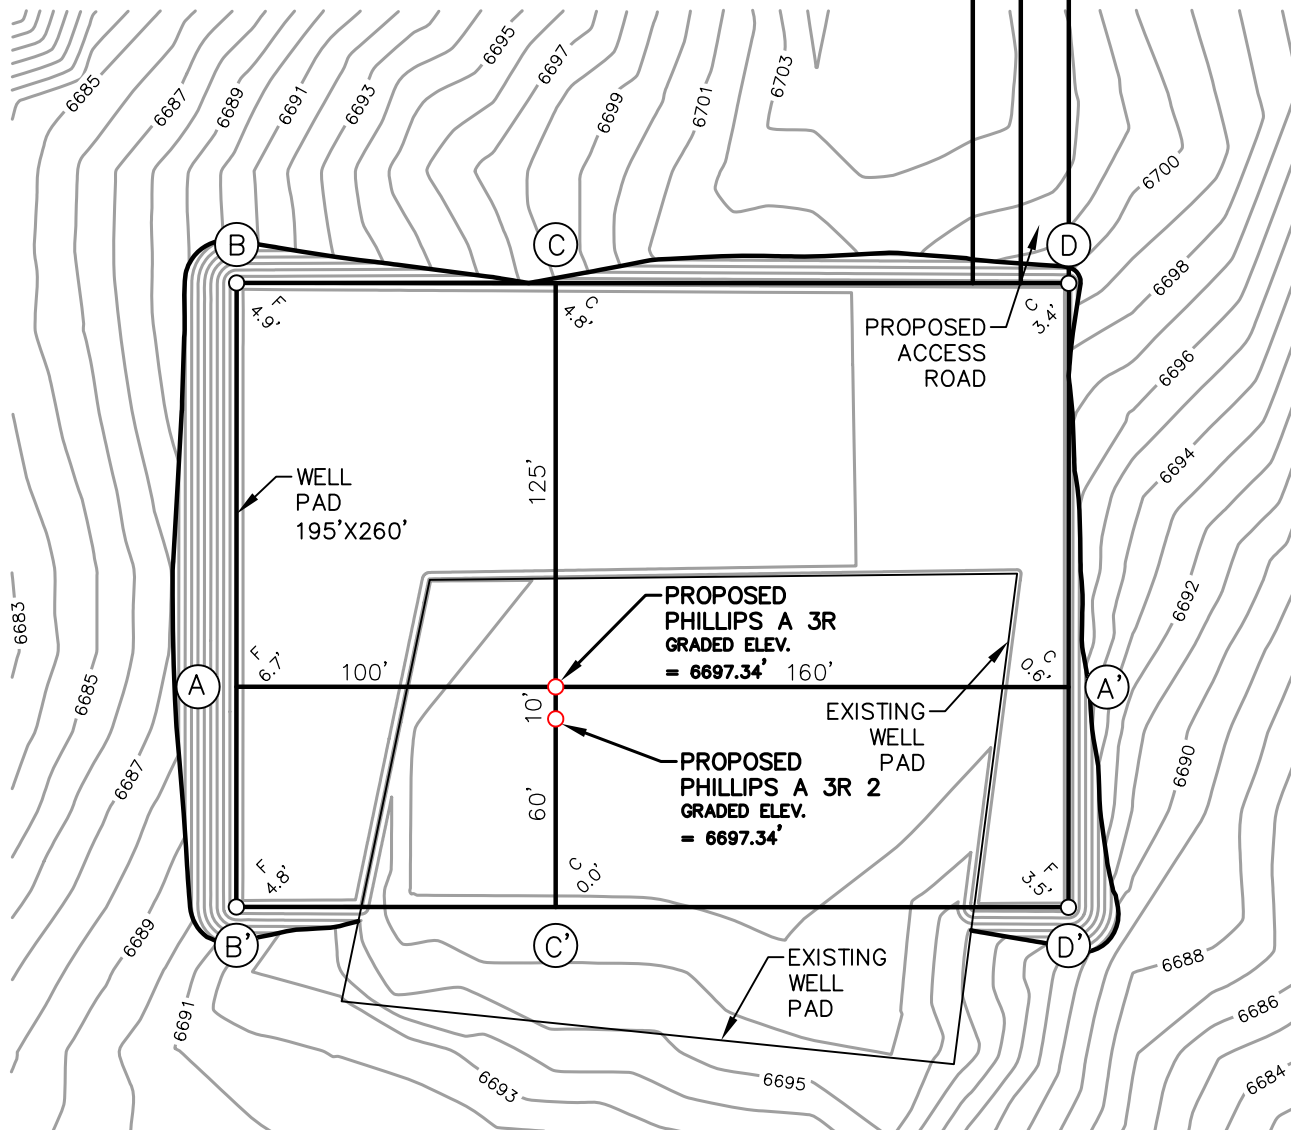 6685
6687
6689
6691
6693
6695
6697
6699
6701
6703
6700
6698
6696
6694
6692
6690
6688
6686
6684
B
C
D
F
4.9'
C
4.8'
C
3.4'
PROPOSED
ACCESS
ROAD
WELL
PAD
195'X260'
125'
6683
6685
6687
6689
6691
6693
6695
PROPOSED
PHILLIPS A 3R
GRADED ELEV.
= 6697.34'
F
6.7'
100'
160'
C
0.6'
A
A'
10'
EXISTING
WELL
PAD
PROPOSED
PHILLIPS A 3R 2
GRADED ELEV.
= 6697.34'
60'
F
4.8'
C
0.0'
F
3.5'
B'
C'
D'
EXISTING
WELL
PAD